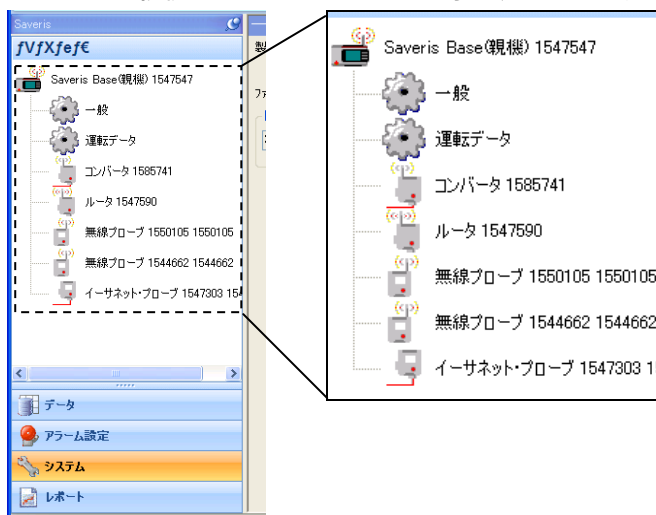 Saveris
ƒVƒXƒeƒ€
Saveris Base(親機) 1547547
一般
運転データ
コンバータ 1585741
ルータ 1547590
無線プローブ 1550105 1550105
無線プローブ 1544662 1544662
イーサネット・プローブ 1547303 15
データ
アラーム設定
システム
レポート
Saveris Base(親機) 1547547
一般
運転データ
コンバータ 1585741
ルータ 1547590
無線プローブ 1550105 1550105
無線プローブ 1544662 1544662
イーサネット・プローブ 1547303 1